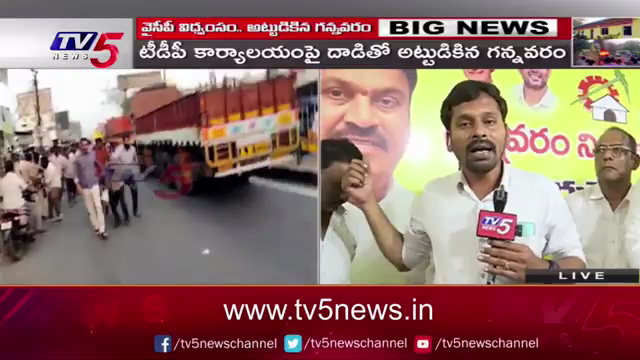 వైసీపీ విధ్వంసం.. అట్టుడికిన గన్నవరం
BIG NEWS
TV5
NEWS
టీడీపీ కార్యాలయంపై దాడితో అట్టుడికిన గన్నవరం
TV5
NEWS
LIVE
www.tv5news.in
/tv5newschannel
/tv5newschannel
/tv5newschannel